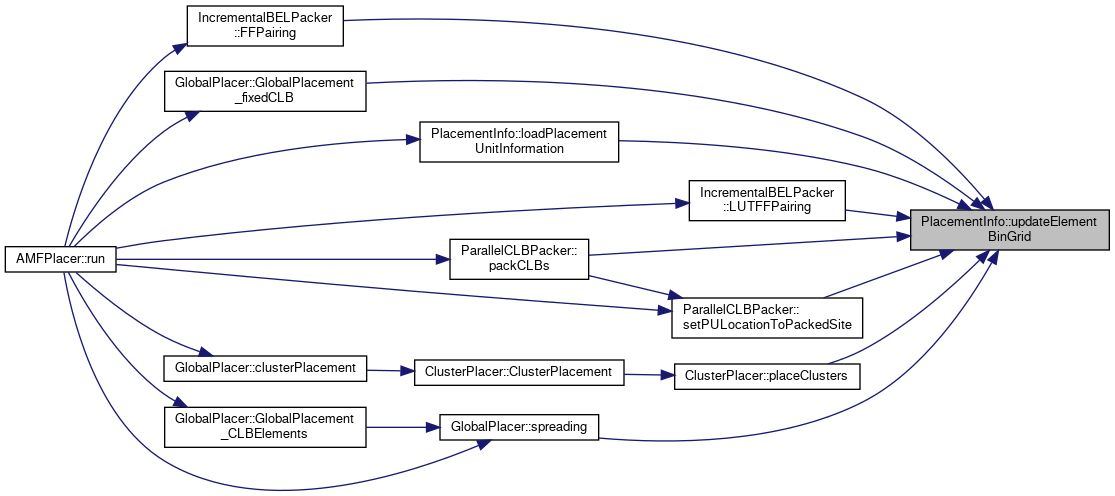 IncrementalBELPacker
::FFPairing
GlobalPlacer::GlobalPlacement
_fixedCLB
PlacementInfo::loadPlacement
UnitInformation
IncrementalBELPacker
::LUTFFPairing
PlacementInfo::updateElement
BinGrid
AMFPlacer::run
ParallelCLBPacker::
packCLBs
ParallelCLBPacker::
setPULocationToPackedSite
GlobalPlacer::clusterPlacement
ClusterPlacer::ClusterPlacement
ClusterPlacer::placeClusters
GlobalPlacer::GlobalPlacement
_CLBElements
GlobalPlacer::spreading